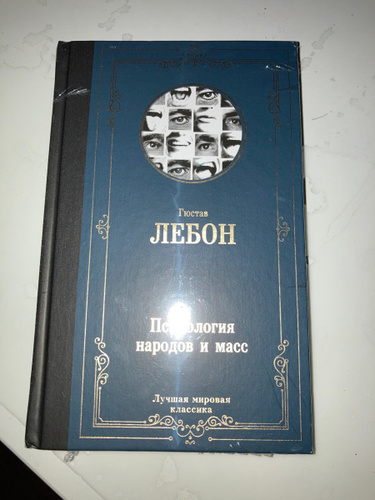 Гюстав
ЛЕБОН
Психология
народов и масс
Лучшая мировая
классика